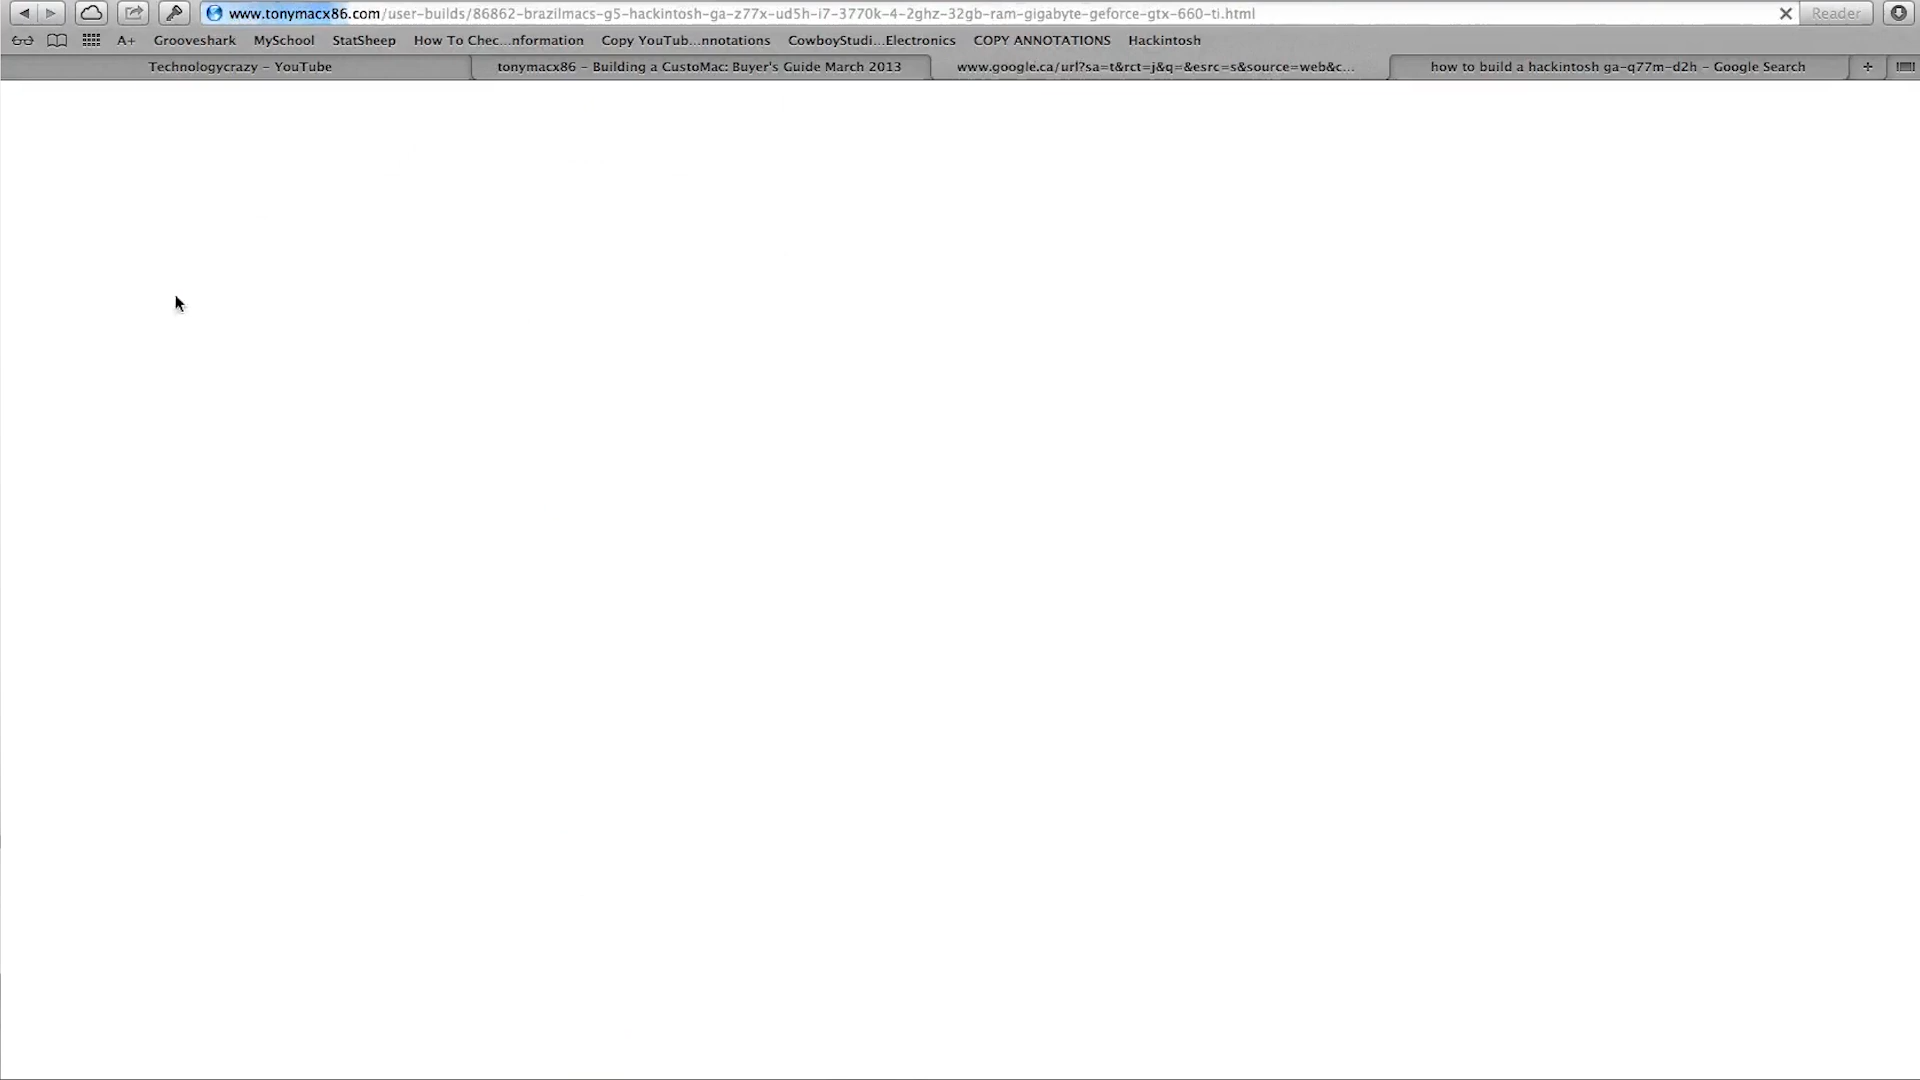 www.tonymacx86.com/user-builds/86862-brazilmacs-g5-hackintosh-ga-z77x-ud5h-i7-3770k-4-2ghz-32gb-ram-gigabyte-geforce-gtx-660-ti.html Reader
A+ Grooveshark MySchool StatSheep How To Chec...nformation Copy YouTub...nnotations CowboyStudi...Electronics COPY ANNOTATIONS Hackintosh
Technologycrazy – YouTube tonymacx86 – Building a CustoMac: Buyer's Guide March 2013 www.google.ca/url?sa=t&rct=j&q=&esrc=s&source=web&c... how to build a hackintosh ga-q77m-d2h – Google Search +